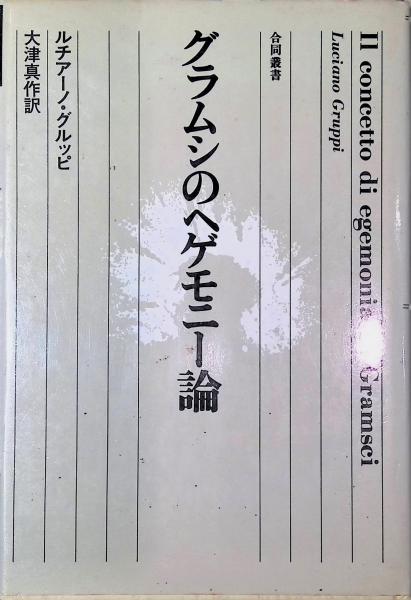 Il concetto di egemonia Gramsci
Luciano Gruppi
合同叢書
グラムシのヘゲモニー論
ルチアーノ・グルッピ
大津真作訳